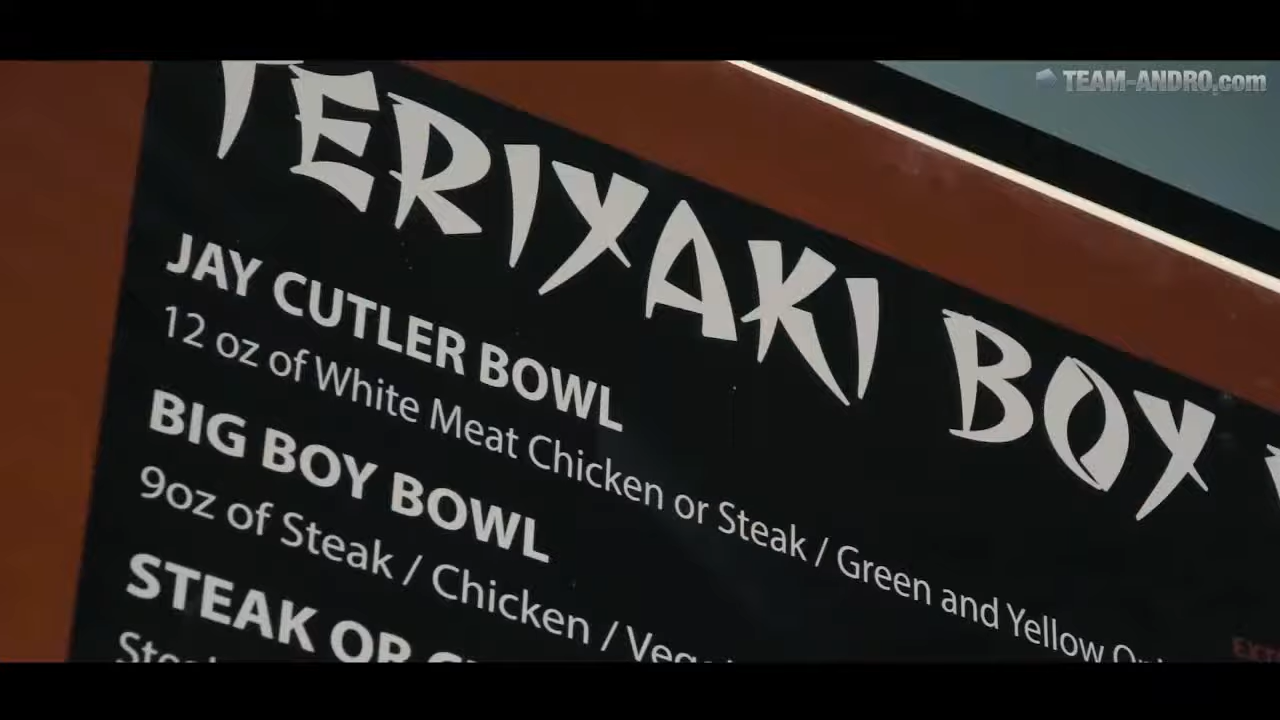 TEAM-ANDRO.com
TERIYAKI BOY
JAY CUTLER BOWL
12 oz of White Meat Chicken or Steak / Green and Yellow
BIG BOY BOWL
9oz of Steak / Chicken /
STEAK OR